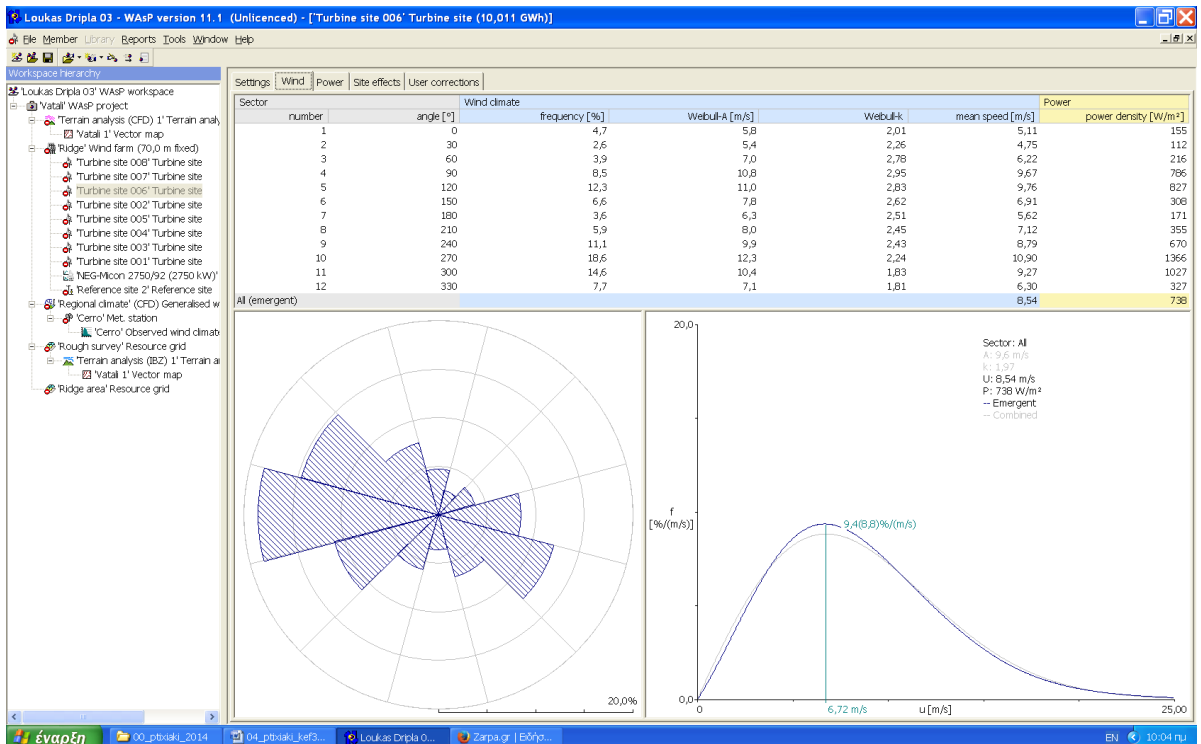 Loukas Dripla 03 - WAsP version 11.1 (Unlicenced) - ['Turbine site 006' Turbine site (10,011 GWh)]
File Member Library Reports Tools Window Help
Workspace hierarchy
'Loukas Dripla 03' WAsP workspace
'Vatali' WAsP project
'Terrain analysis (CFD) 1' Terrain analy
'Vatali 1' Vector map
'Ridge' Wind farm (70,0 m fixed)
'Turbine site 008' Turbine site
'Turbine site 007' Turbine site
'Turbine site 006' Turbine site
'Turbine site 002' Turbine site
'Turbine site 005' Turbine site
'Turbine site 004' Turbine site
'Turbine site 003' Turbine site
'Turbine site 001' Turbine site
'NEG-Micon 2750/92 (2750 kW)'
'Reference site 2' Reference site
'Regional climate' (CFD) Generalised w
'Cerro' Met. station
'Cerro' Observed wind climat
'Rough survey' Resource grid
'Terrain analysis (IBZ) 1' Terrain a
'Vatali 1' Vector map
'Ridge area' Resource grid
Settings Wind Power Site effects User corrections
Sector Wind climate Power
number angle [°] frequency [%] Weibull-A [m/s] Weibull-k mean speed [m/s] power density [W/m²]
1 0 4,7 5,8 2,01 5,11 155
2 30 2,6 5,4 2,26 4,75 112
3 60 3,9 7,0 2,78 6,22 216
4 90 8,5 10,8 2,95 9,67 786
5 120 12,3 11,0 2,83 9,76 827
6 150 6,6 7,8 2,62 6,91 308
7 180 3,6 6,3 2,51 5,62 171
8 210 5,9 8,0 2,45 7,12 355
9 240 11,1 9,9 2,43 8,79 670
10 270 18,6 12,3 2,24 10,90 1366
11 300 14,6 10,4 1,83 9,27 1027
12 330 7,7 7,1 1,81 6,30 327
All (emergent) 8,54 738
20,0%
20,0
Sector: All
A: 9,6 m/s
k: 1,97
U: 8,54 m/s
P: 738 W/m²
-- Emergent
-- Combined
f
[%/(m/s)]
9,4(8,8)%/(m/s)
0,0
0
6,72 m/s
u [m/s]
25,00
έναρξη
00_ptixiaki_2014
04_ptixiaki_kef3...
Loukas Dripla 0...
Zarpa.gr | Ειδήσ...
EN
10:04 πμ